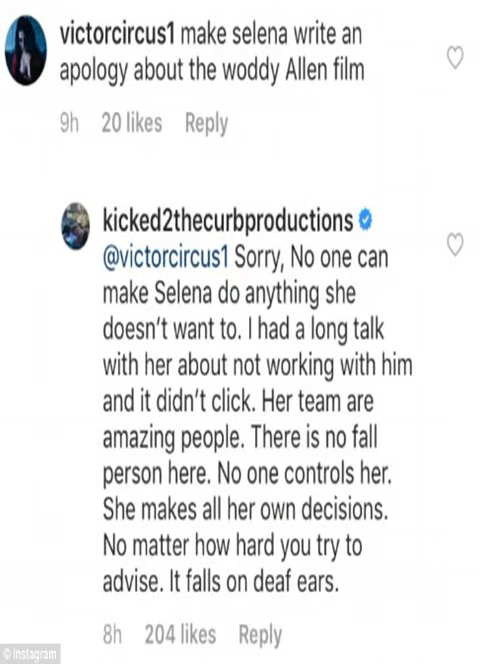 victorcircus1 make selena write an
apology about the woddy Allen film
9h 20 likes Reply
kicked2thecurbproductions
@victorcircus1 Sorry, No one can
make Selena do anything she
doesn't want to. I had a long talk
with her about not working with him
and it didn't click. Her team are
amazing people. There is no fall
person here. No one controls her.
She makes all her own decisions.
No matter how hard you try to
advise. It falls on deaf ears.
8h 204 likes Reply
© Instagram